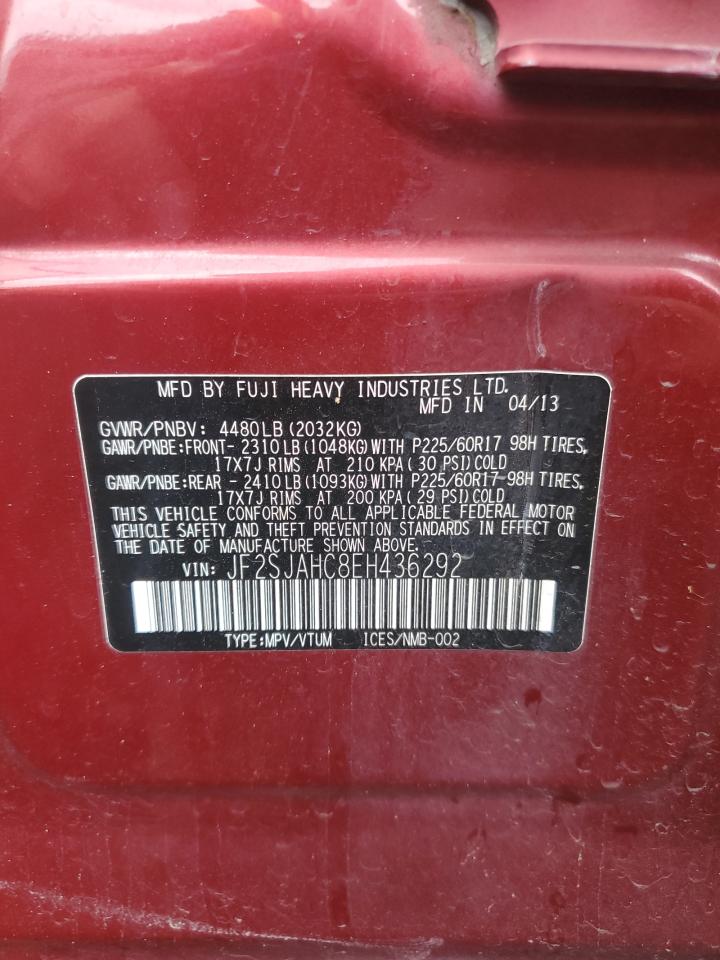 MFD BY FUJI HEAVY INDUSTRIES LTD.
MFD IN 04/13
GVWR/PNBV: 4480LB (2032KG)
GAWR/PNBE:FRONT- 2310LB (1048KG) WITH P225/60R17 98H TIRES,
17X7J RIMS AT 210 KPA (30 PSI) COLD
GAWR/PNBE:REAR - 2410LB (1093KG) WITH P225/60R17-98H TIRES,
17X7J RIMS AT 200 KPA (29 PSI) COLD
THIS VEHICLE CONFORMS TO ALL APPLICABLE FEDERAL MOTOR
VEHICLE SAFETY AND THEFT PREVENTION STANDARDS IN EFFECT ON
THE DATE OF MANUFACTURE SHOWN ABOVE.
VIN: JF2SJAHC8EH436292
TYPE:MPV/VTUM ICES/NMB-002